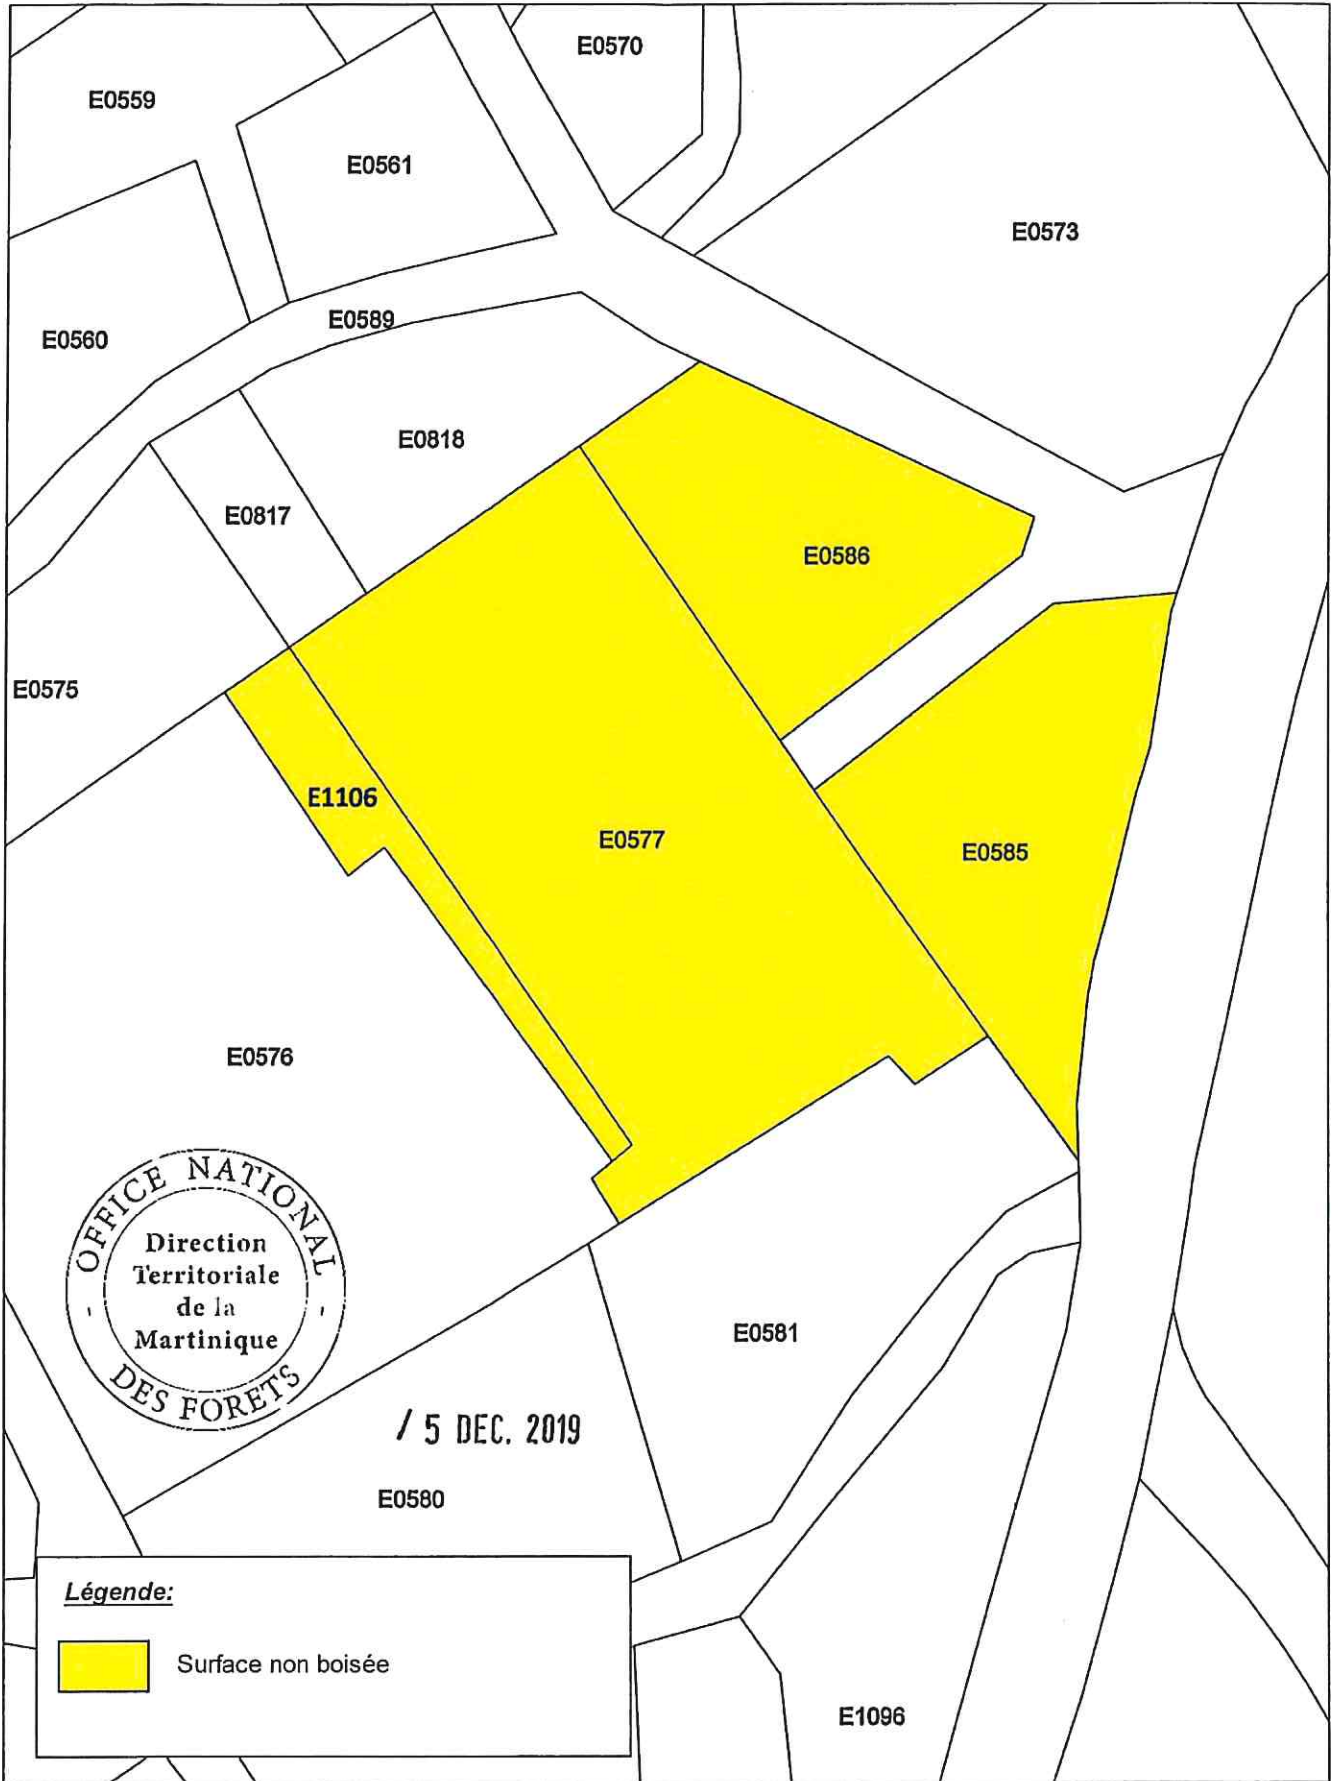 E0570
E0559
E0561
E0573
E0589
E0560
E0818
E0817
E0586
E0575
E1106
E0577
E0585
E0576
OFFICE NATIONAL
Direction
Territoriale
de la
Martinique
DES FORETS
E0581
/ 5 DEC. 2019
E0580
Légende:
Surface non boisée
E1096